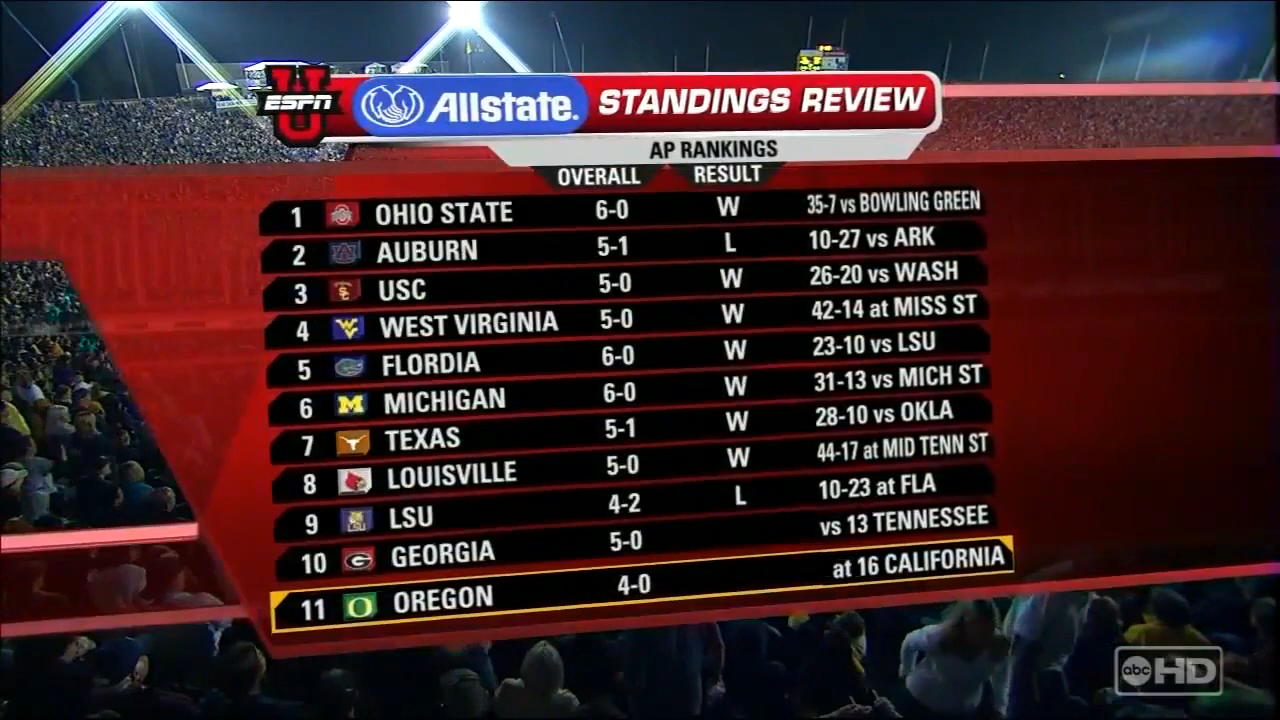 ESPN U Allstate. STANDINGS REVIEW
AP RANKINGS
OVERALL RESULT
1 OHIO STATE 6-0 W 35-7 vs BOWLING GREEN
2 AUBURN 5-1 L 10-27 vs ARK
3 USC 5-0 W 26-20 vs WASH
4 WEST VIRGINIA 5-0 W 42-14 at MISS ST
5 FLORDIA 6-0 W 23-10 vs LSU
6 MICHIGAN 6-0 W 31-13 vs MICH ST
7 TEXAS 5-1 W 28-10 vs OKLA
8 LOUISVILLE 5-0 W 44-17 at MID TENN ST
9 LSU 4-2 L 10-23 at FLA
10 GEORGIA 5-0 vs 13 TENNESSEE
11 OREGON 4-0 at 16 CALIFORNIA
abc HD